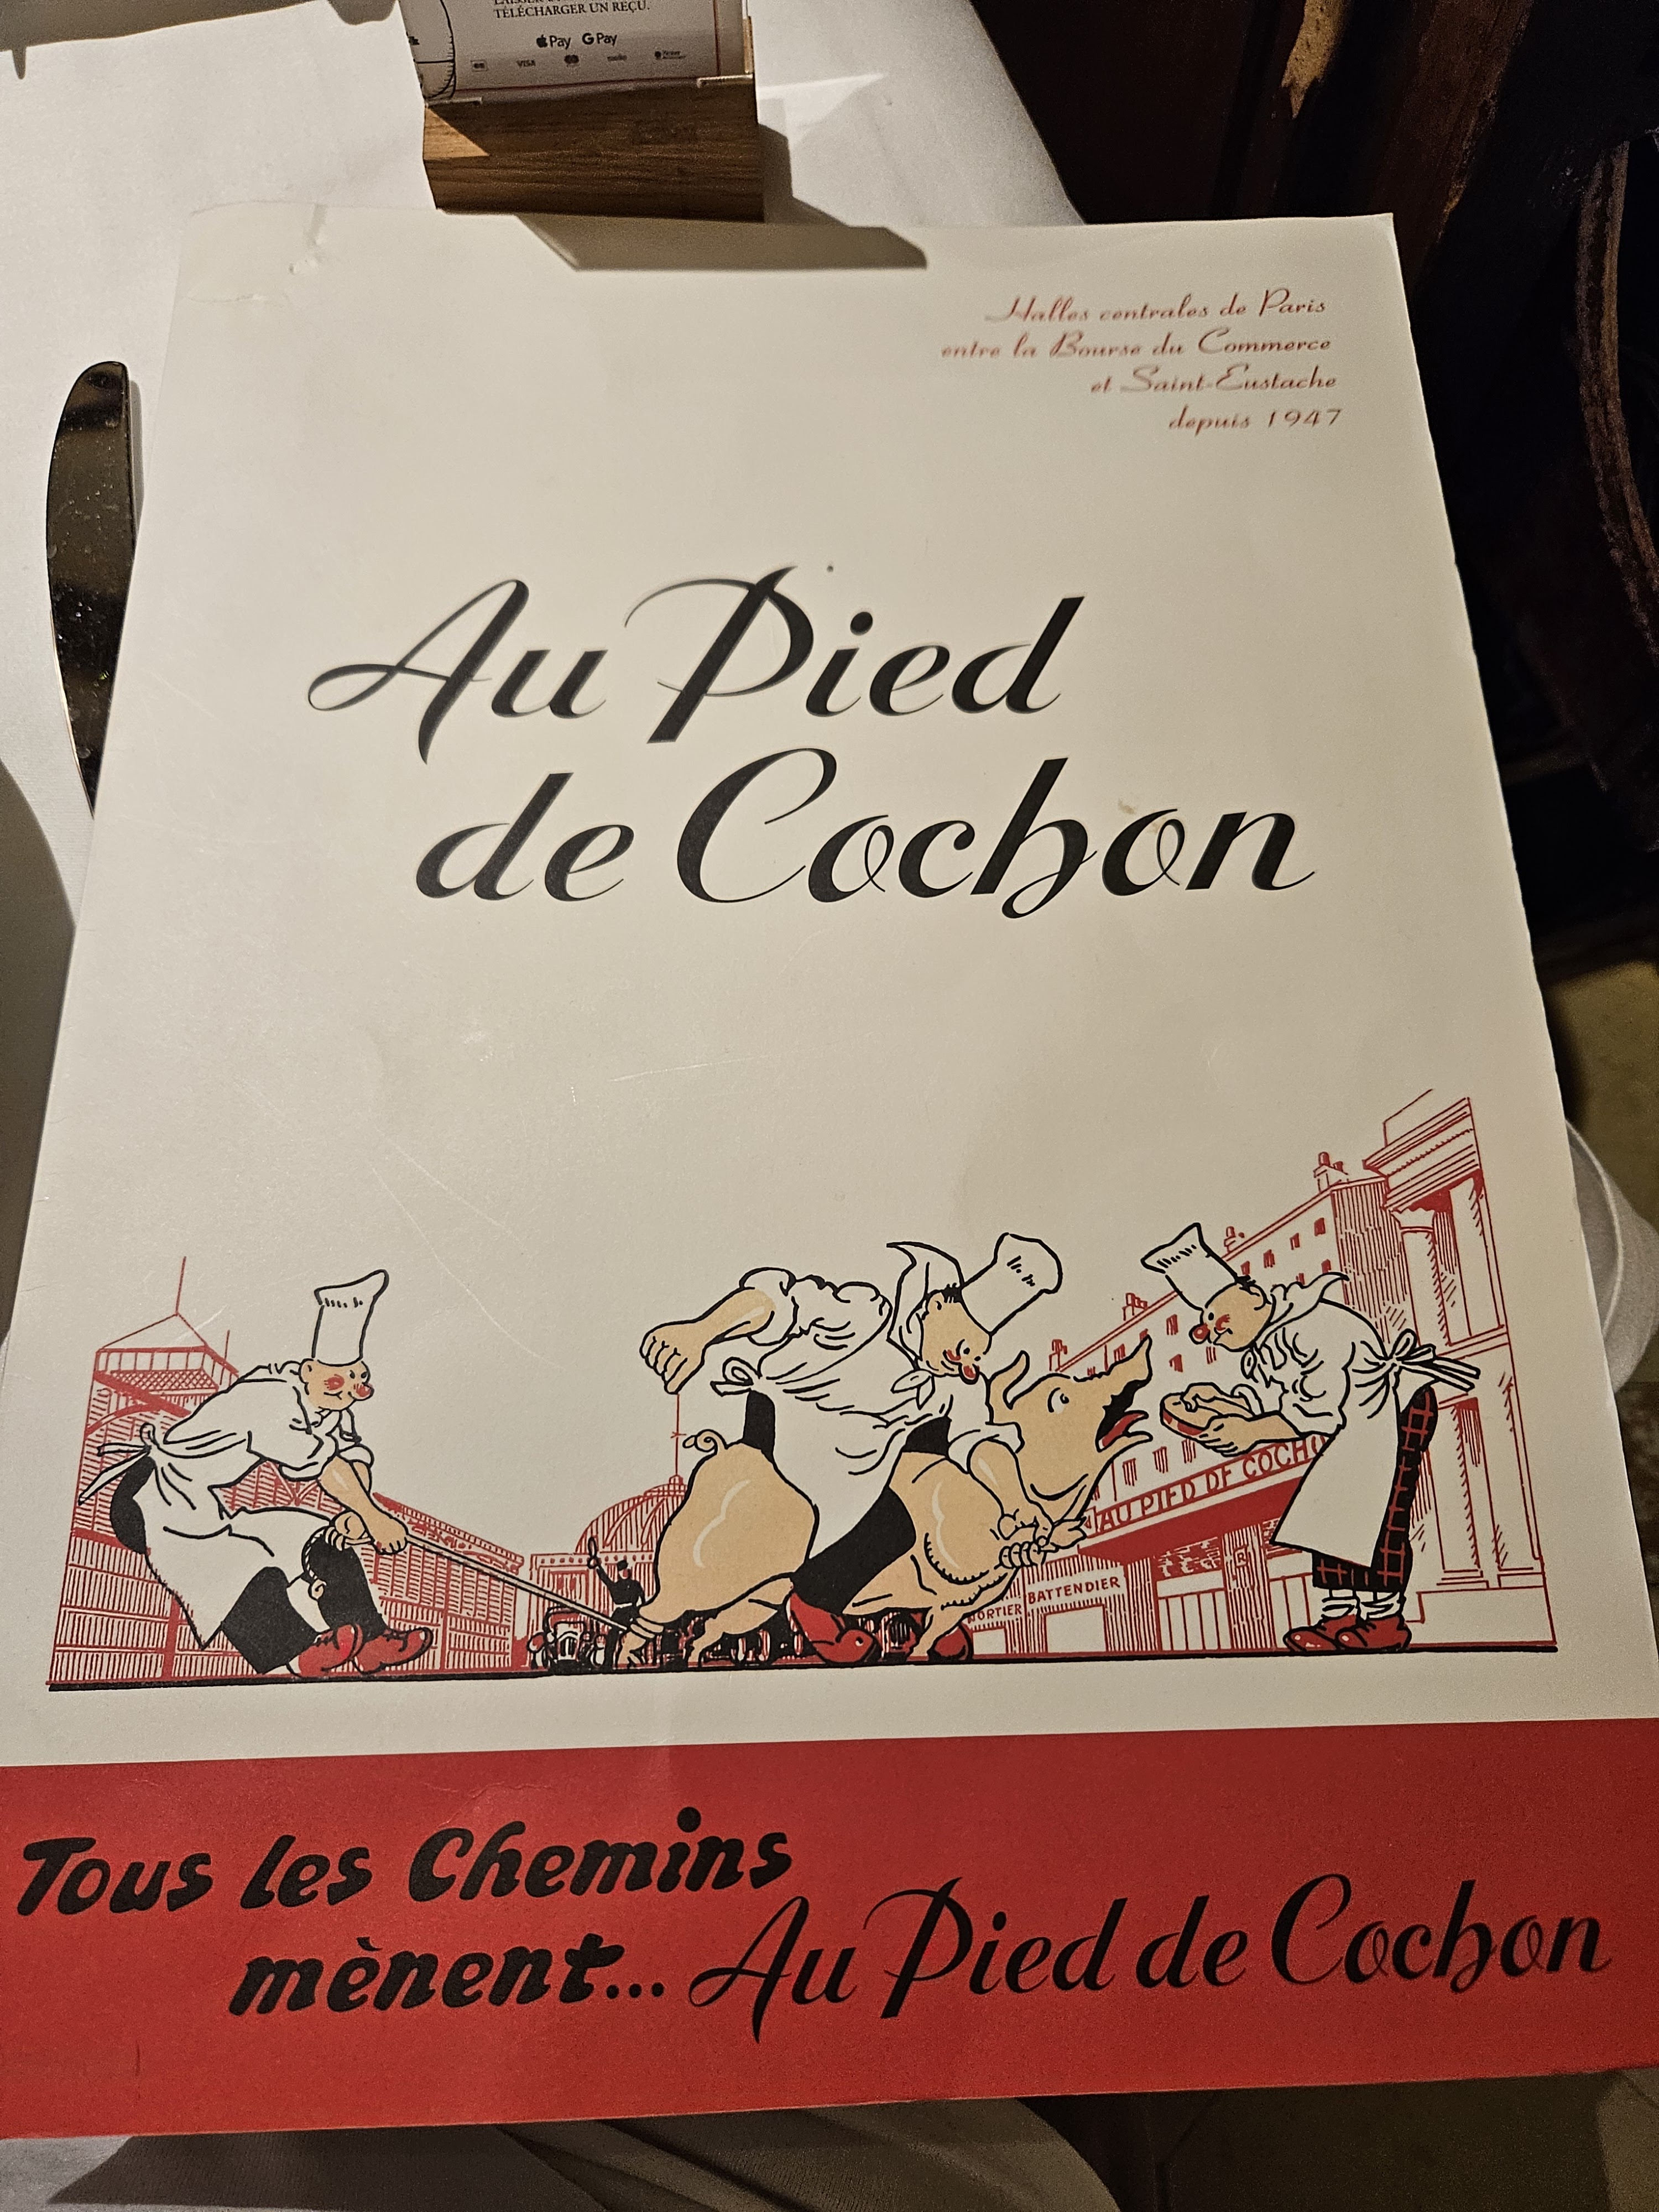 TÉLÉCHARGER UN REÇU.
Pay G Pay
VISA
Halles centrales de Paris
entre la Bourse du Commerce
et Saint-Eustache
depuis 1947
Au Pied
de Cochon
AU PIED DE COCHO
BATTENDIER
Tous les Chemins
mènent... Au Pied de Cochon